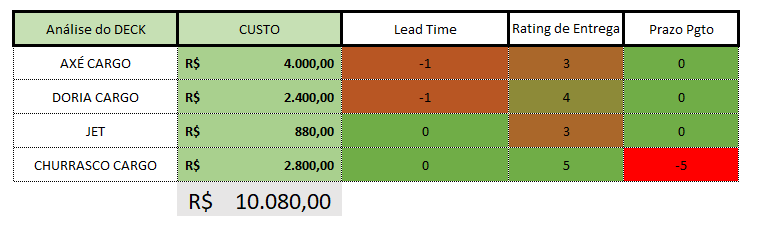 Análise do DECK CUSTO Lead Time Rating de Entrega Prazo Pgto
AXÉ CARGO R$ 4.000,00 -1 3 0
DORIA CARGO R$ 2.400,00 -1 4 0
JET R$ 880,00 0 3 0
CHURRASCO CARGO R$ 2.800,00 0 5 -5
R$ 10.080,00